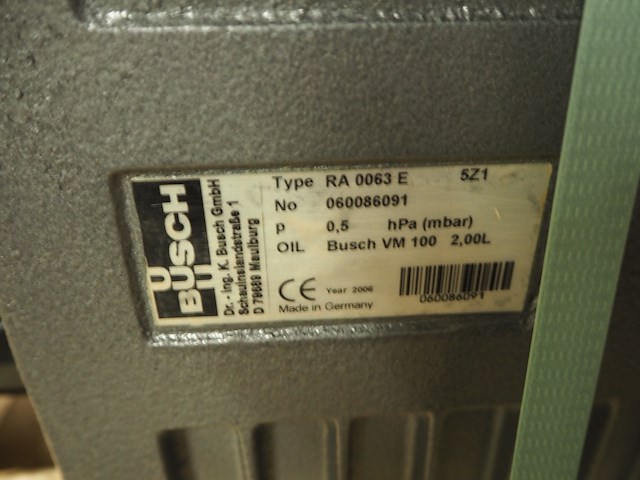 BUSCH
Dr. - Ing. K. Busch GmbH
Schauinslandstraße 1
D 79689 Maulburg
Type RA 0063 E 5Z1
No 060086091
p 0,5 hPa (mbar)
OIL Busch VM 100 2,00L
CE Year 2006
Made in Germany
060086091